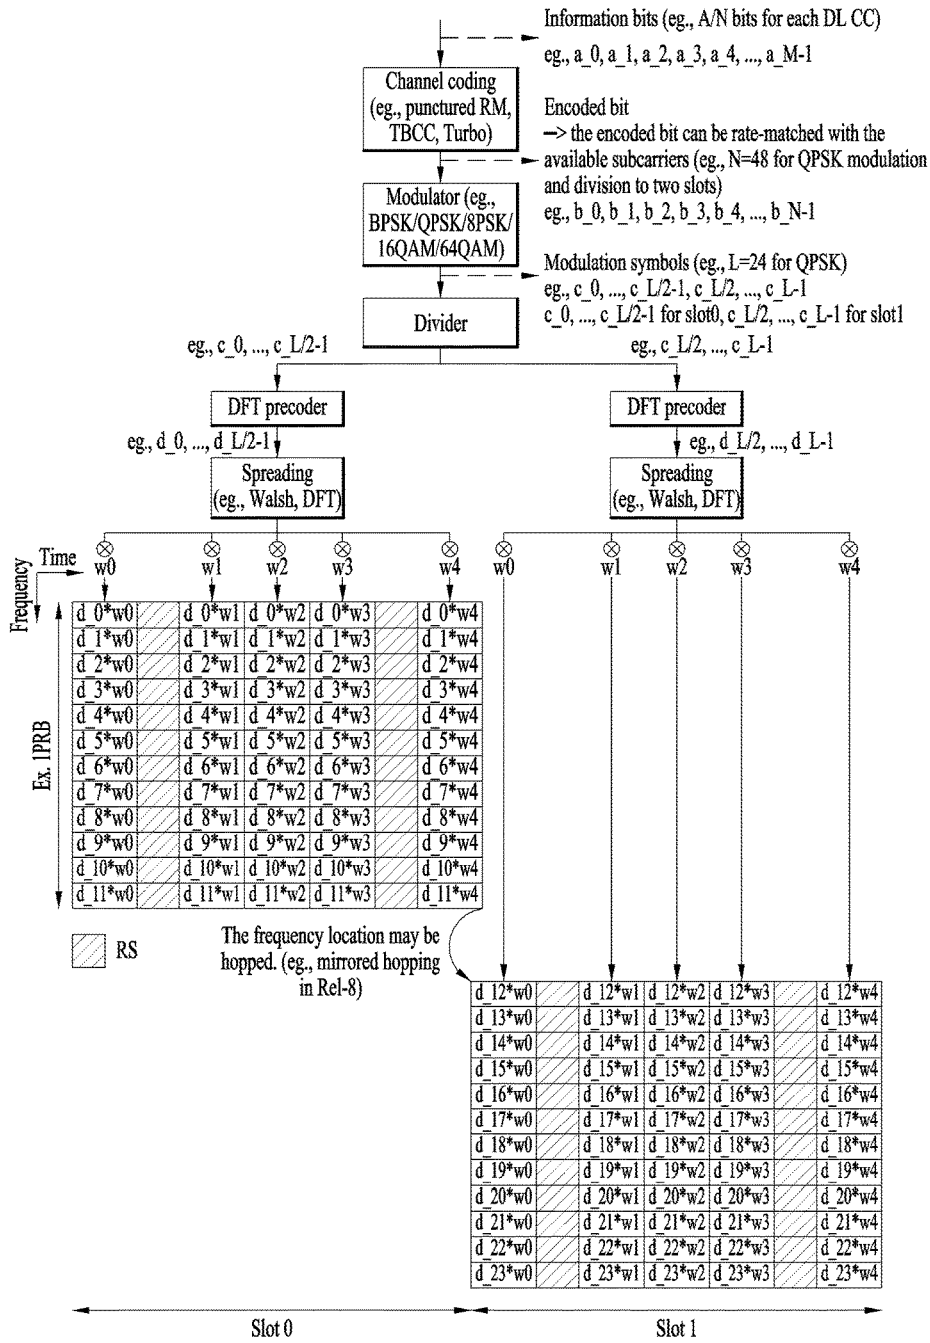 Information bits (eg., A/N bits for each DL CC)
eg., a_0, a_1, a_2, a_3, a_4, ..., a_M-1
Channel coding
(eg., punctured RM,
TBCC, Turbo)
Encoded bit
–> the encoded bit can be rate-matched with the
available subcarriers (eg., N=48 for QPSK modulation
and division to two slots)
eg., b_0, b_1, b_2, b_3, b_4, ..., b_N-1
Modulator (eg.,
BPSK/QPSK/8PSK/
16QAM/64QAM)
Modulation symbols (eg., L=24 for QPSK)
eg., c_0, ..., c_L/2-1, c_L/2, ..., c_L-1
c_0, ..., c_L/2-1 for slot0, c_L/2, ..., c_L-1 for slot1
Divider
eg., c_0, ..., c_L/2-1
eg., c_L/2, ..., c_L-1
DFT precoder
DFT precoder
eg., d_0, ..., d_L/2-1
eg., d_L/2, ..., d_L-1
Spreading
(eg., Walsh, DFT)
Spreading
(eg., Walsh, DFT)
Time
Frequency
w0 w1 w2 w3 w4
w0 w1 w2 w3 w4
Ex. 1PRB
d_0*w0 d_0*w1 d_0*w2 d_0*w3 d_0*w4
d_1*w0 d_1*w1 d_1*w2 d_1*w3 d_1*w4
d_2*w0 d_2*w1 d_2*w2 d_2*w3 d_2*w4
d_3*w0 d_3*w1 d_3*w2 d_3*w3 d_3*w4
d_4*w0 d_4*w1 d_4*w2 d_4*w3 d_4*w4
d_5*w0 d_5*w1 d_5*w2 d_5*w3 d_5*w4
d_6*w0 d_6*w1 d_6*w2 d_6*w3 d_6*w4
d_7*w0 d_7*w1 d_7*w2 d_7*w3 d_7*w4
d_8*w0 d_8*w1 d_8*w2 d_8*w3 d_8*w4
d_9*w0 d_9*w1 d_9*w2 d_9*w3 d_9*w4
d_10*w0 d_10*w1 d_10*w2 d_10*w3 d_10*w4
d_11*w0 d_11*w1 d_11*w2 d_11*w3 d_11*w4
RS
The frequency location may be
hopped. (eg., mirrored hopping
in Rel-8)
d_12*w0 d_12*w1 d_12*w2 d_12*w3 d_12*w4
d_13*w0 d_13*w1 d_13*w2 d_13*w3 d_13*w4
d_14*w0 d_14*w1 d_14*w2 d_14*w3 d_14*w4
d_15*w0 d_15*w1 d_15*w2 d_15*w3 d_15*w4
d_16*w0 d_16*w1 d_16*w2 d_16*w3 d_16*w4
d_17*w0 d_17*w1 d_17*w2 d_17*w3 d_17*w4
d_18*w0 d_18*w1 d_18*w2 d_18*w3 d_18*w4
d_19*w0 d_19*w1 d_19*w2 d_19*w3 d_19*w4
d_20*w0 d_20*w1 d_20*w2 d_20*w3 d_20*w4
d_21*w0 d_21*w1 d_21*w2 d_21*w3 d_21*w4
d_22*w0 d_22*w1 d_22*w2 d_22*w3 d_22*w4
d_23*w0 d_23*w1 d_23*w2 d_23*w3 d_23*w4
Slot 0
Slot 1